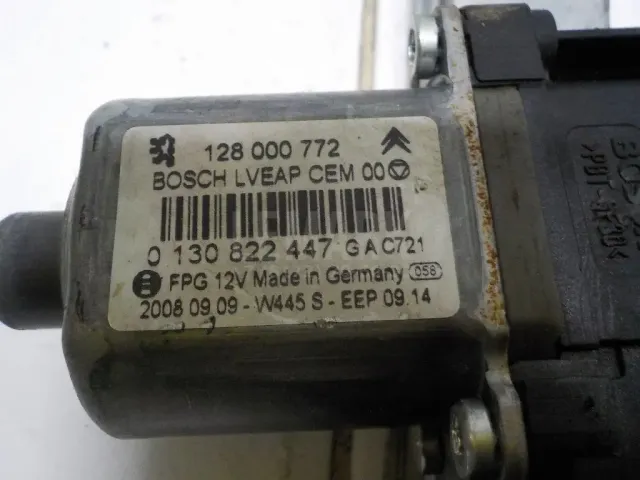 128 000 772
BOSCH LVEAP CEM 00
0 130 822 447 GAC721
FPG 12V Made in Germany 058
2008 09 09 - W445 S - EEP 09.14